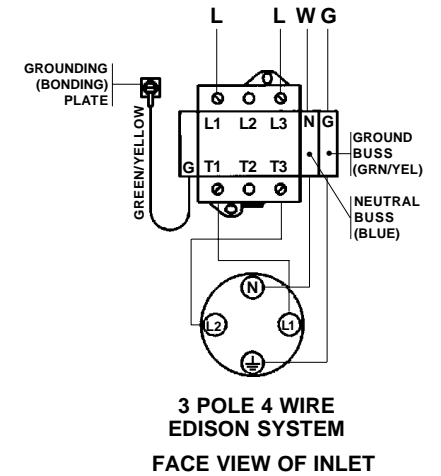 L L W G
GROUNDING
(BONDING)
PLATE
GREEN/YELLOW
L1 L2 L3 N G
G T1 T2 T3
GROUND
BUSS
(GRN/YEL)
NEUTRAL
BUSS
(BLUE)
N
L2 L1
3 POLE 4 WIRE
EDISON SYSTEM
FACE VIEW OF INLET